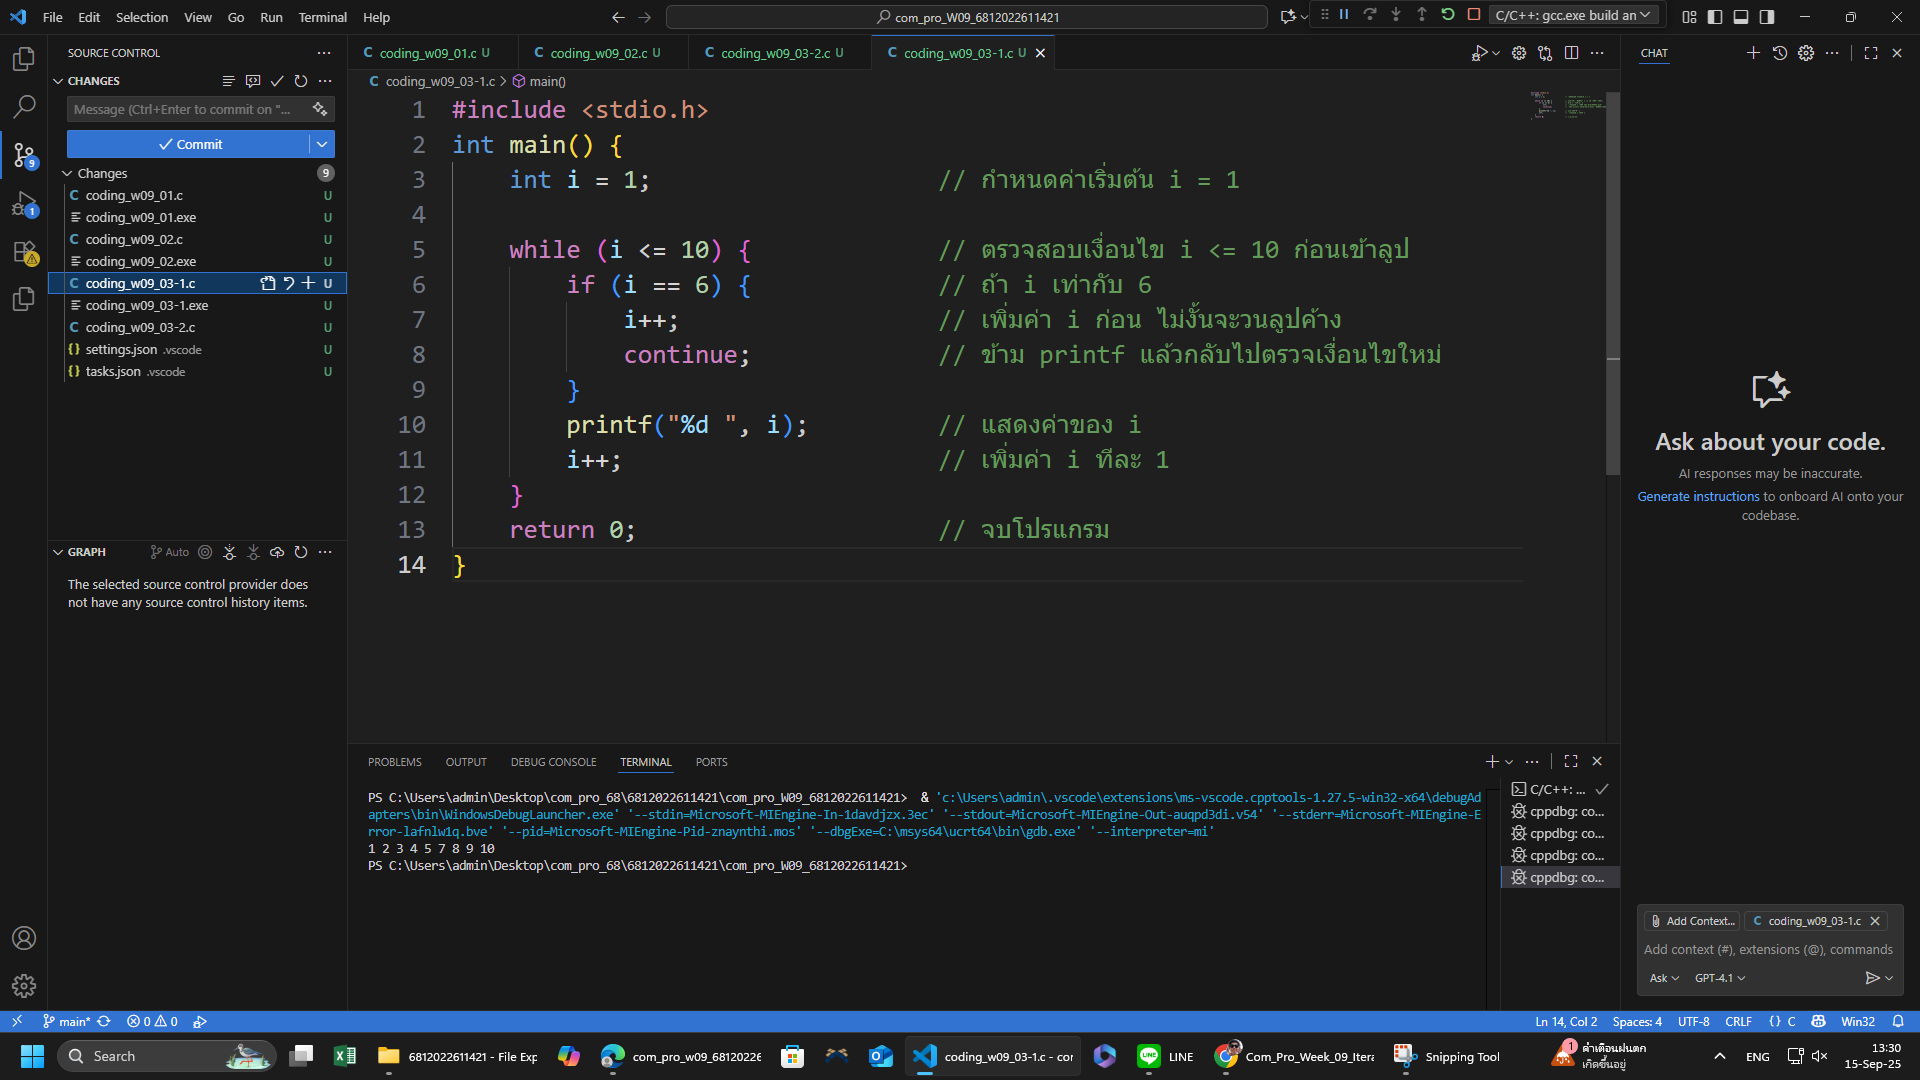 File Edit Selection View Go Run Terminal Help
com_pro_W09_6812022611421
C/C++: gcc.exe build an
SOURCE CONTROL
CHANGES
Message (Ctrl+Enter to commit on "...
Commit
Changes 9
C coding_w09_01.c U
coding_w09_01.exe U
C coding_w09_02.c U
coding_w09_02.exe U
C coding_w09_03-1.c U
coding_w09_03-1.exe U
C coding_w09_03-2.c U
{} settings.json .vscode U
{} tasks.json .vscode U
GRAPH
Auto
The selected source control provider does
not have any source control history items.
9
1
C coding_w09_01.c U C coding_w09_02.c U C coding_w09_03-2.c U C coding_w09_03-1.c U
C coding_w09_03-1.c > main()
1 #include <stdio.h>
2 int main() {
3 int i = 1; // กำหนดค่าเริ่มต้น i = 1
4
5 while (i <= 10) { // ตรวจสอบเงื่อนไข i <= 10 ก่อนเข้าลูป
6 if (i == 6) { // ถ้า i เท่ากับ 6
7 i++; // เพิ่มค่า i ก่อน ไม่งั้นจะวนลูปค้าง
8 continue; // ข้าม printf แล้วกลับไปตรวจเงื่อนไขใหม่
9 }
10 printf("%d ", i); // แสดงค่าของ i
11 i++; // เพิ่มค่า i ทีละ 1
12 }
13 return 0; // จบโปรแกรม
14 }
PROBLEMS OUTPUT DEBUG CONSOLE TERMINAL PORTS
PS C:\Users\admin\Desktop\com_pro_68\6812022611421\com_pro_W09_6812022611421> & 'c:\Users\admin\.vscode\extensions\ms-vscode.cpptools-1.27.5-win32-x64\debugAd
apters\bin\WindowsDebugLauncher.exe' '--stdin=Microsoft-MIEngine-In-1davdjzx.3ec' '--stdout=Microsoft-MIEngine-Out-auqpd3di.v54' '--stderr=Microsoft-MIEngine-E
rror-lafnlw1q.bve' '--pid=Microsoft-MIEngine-Pid-znaynthi.mos' '--dbgExe=C:\msys64\ucrt64\bin\gdb.exe' '--interpreter=mi'
1 2 3 4 5 7 8 9 10
PS C:\Users\admin\Desktop\com_pro_68\6812022611421\com_pro_W09_6812022611421>
C/C++: ...
cppdbg: co...
cppdbg: co...
cppdbg: co...
cppdbg: co...
CHAT
Ask about your code.
AI responses may be inaccurate.
Generate instructions to onboard AI onto your
codebase.
Add Context... C coding_w09_03-1.c
Add context (#), extensions (@), commands
Ask GPT-4.1
main* 0 0 Ln 14, Col 2 Spaces: 4 UTF-8 CRLF {} C Win32
Search
6812022611421 - File Exp
com_pro_w09_68120226
coding_w09_03-1.c - cor
LINE
Com_Pro_Week_09_Itera
Snipping Tool
1
ค่าเตือนฝนตก
เกิดขึ้นอยู่
ENG
13:30
15-Sep-25